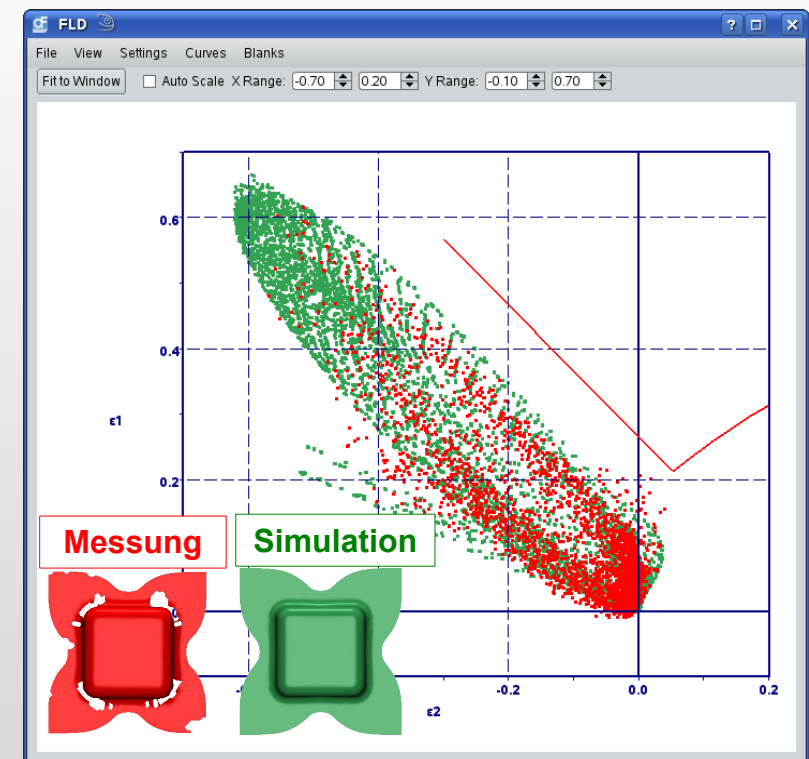 FLD
File View Settings Curves Blanks
Fit to Window Auto Scale X Range: -0.70 0.20 Y Range: -0.10 0.70
0.6
0.4
ε1
0.2
Messung Simulation
0
-0.2 0.0 0.2
ε2